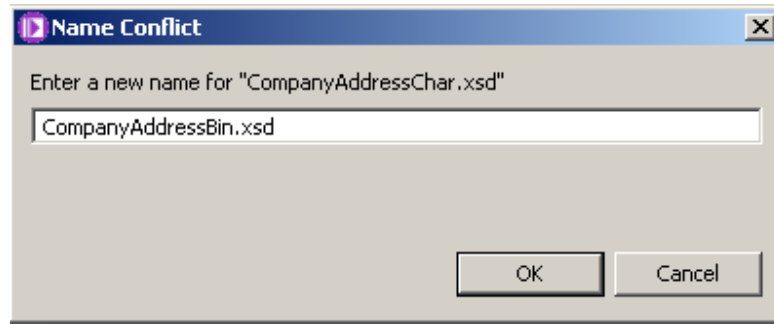 Name Conflict
Enter a new name for "CompanyAddressChar.xsd"
CompanyAddressBin.xsd
OK Cancel